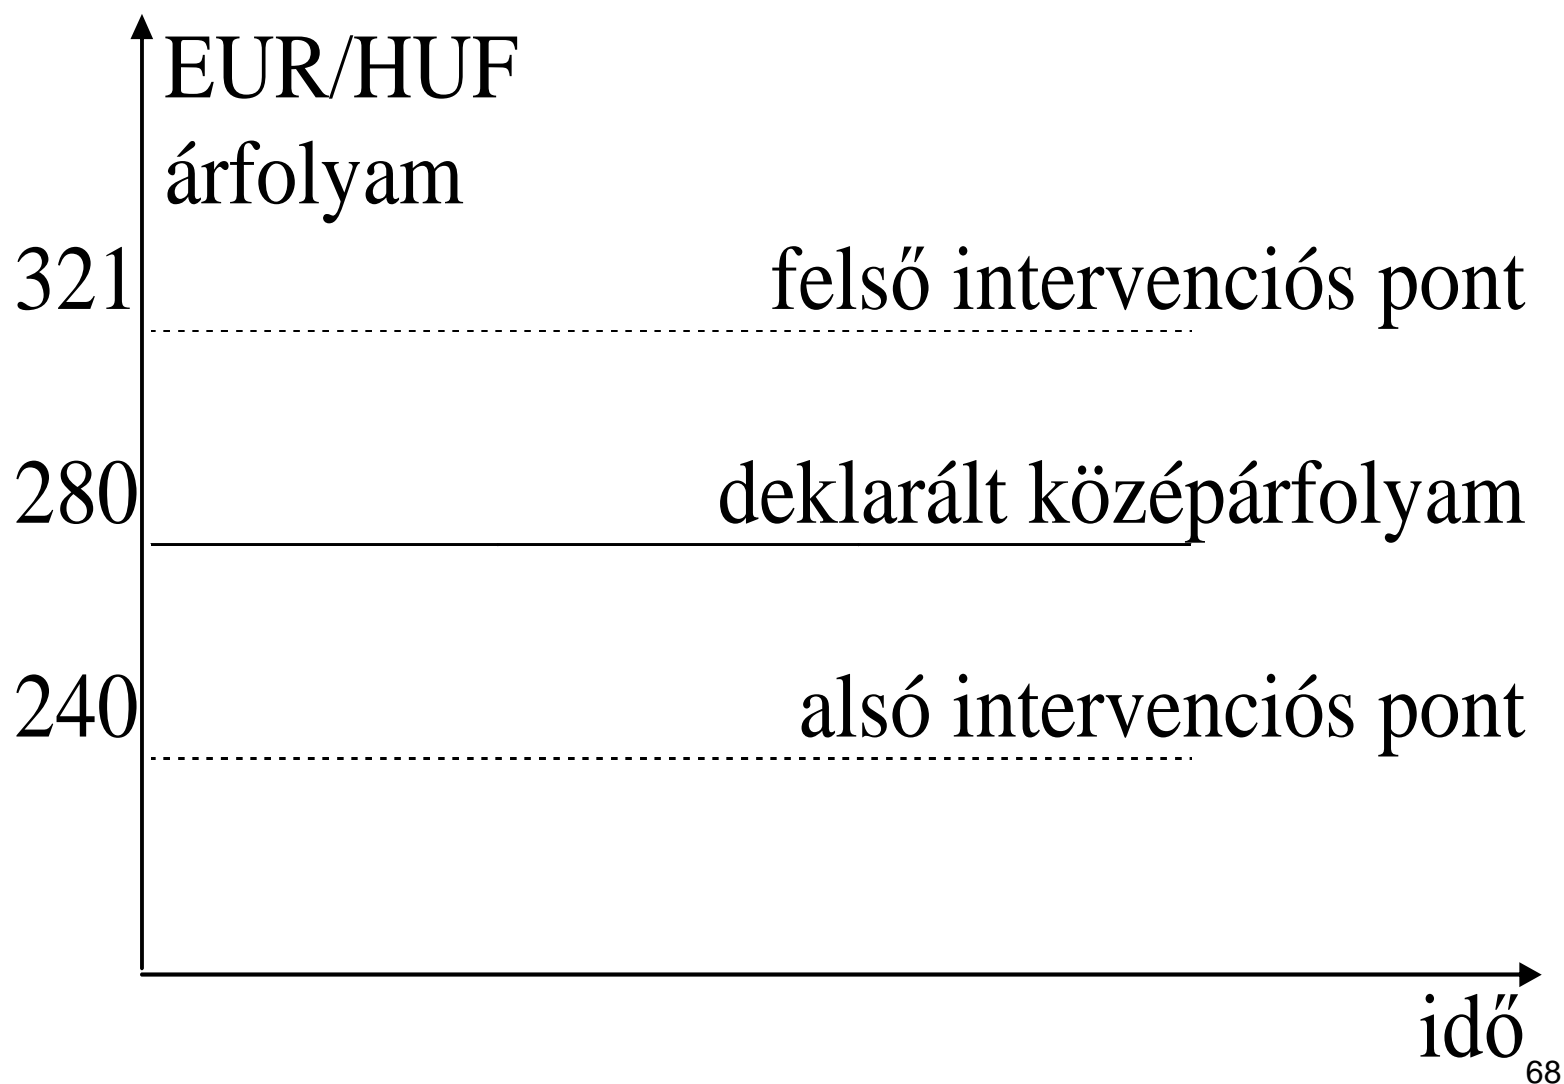 EUR/HUF
árfolyam
321 felső intervenciós pont
280 deklarált középárfolyam
240 alsó intervenciós pont
idő
68